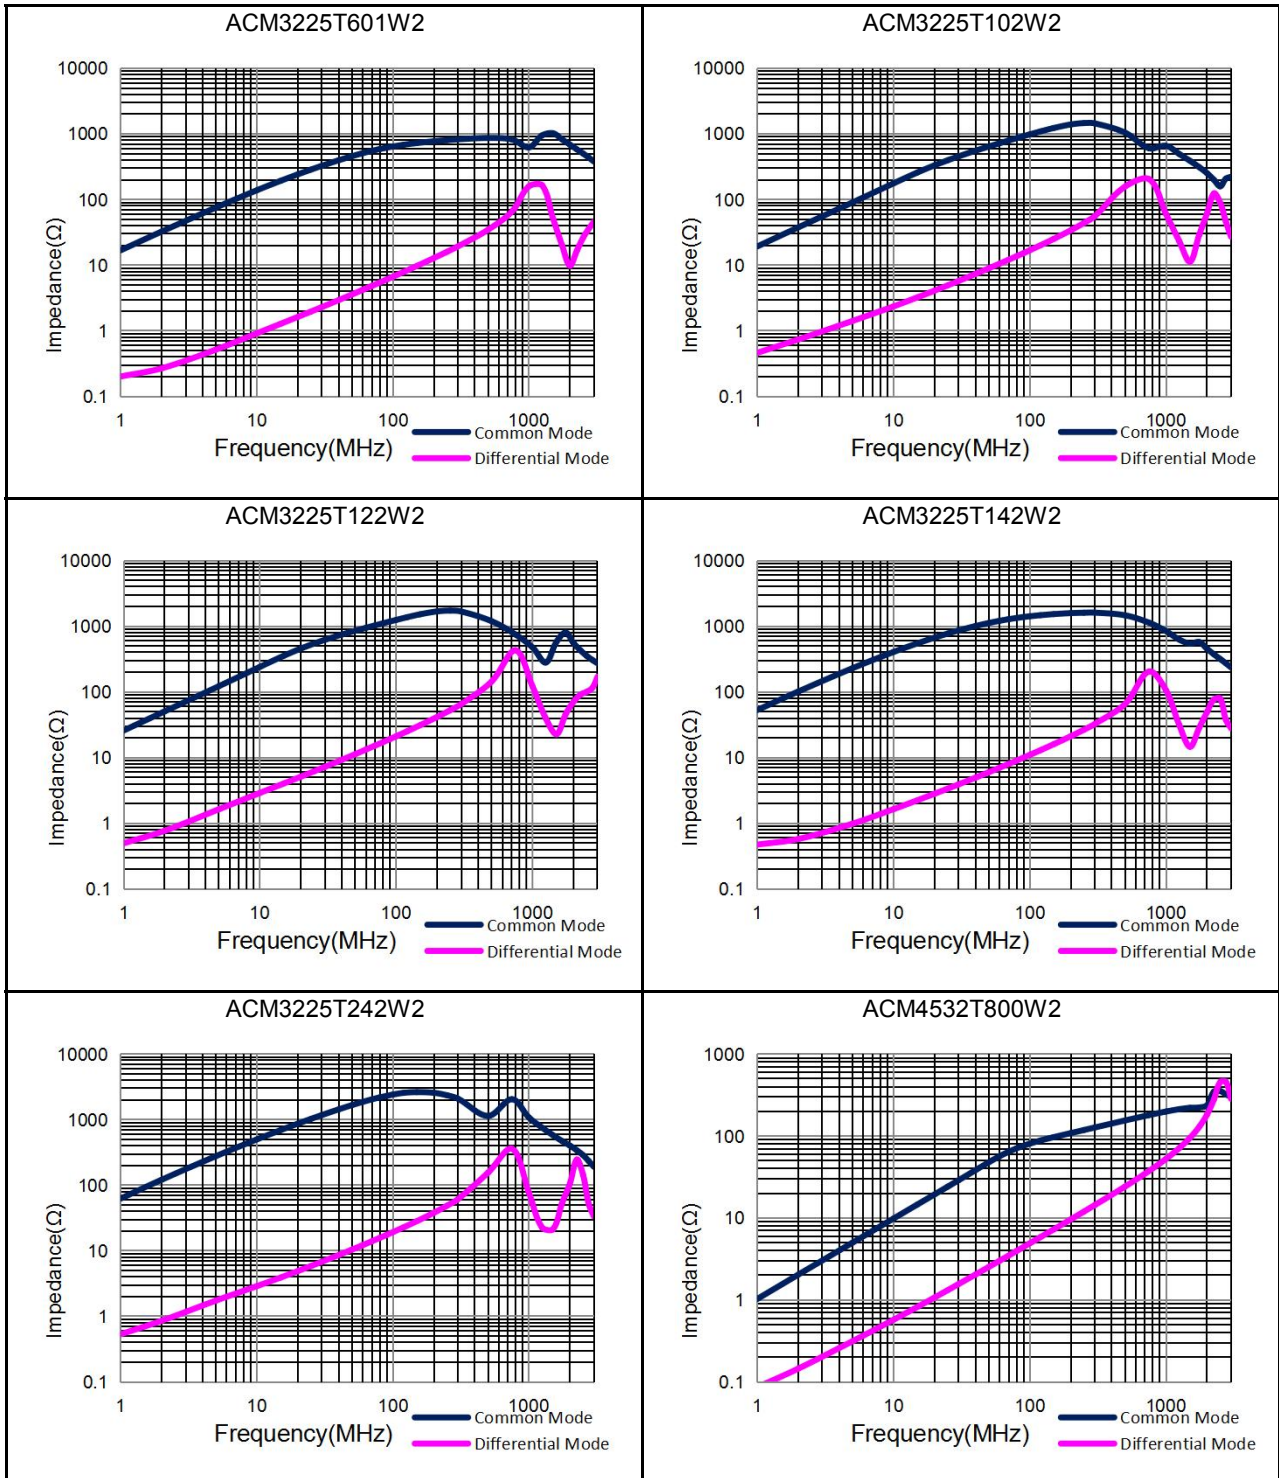 ACM3225T601W2
10000
1000
100
10
1
0.1
Impedance(Ω)
1 10 100 1000
Frequency(MHz)
Common Mode
Differential Mode
ACM3225T102W2
10000
1000
100
10
1
0.1
Impedance(Ω)
1 10 100 1000
Frequency(MHz)
Common Mode
Differential Mode
ACM3225T122W2
10000
1000
100
10
1
0.1
Impedance(Ω)
1 10 100 1000
Frequency(MHz)
Common Mode
Differential Mode
ACM3225T142W2
10000
1000
100
10
1
0.1
Impedance(Ω)
1 10 100 1000
Frequency(MHz)
Common Mode
Differential Mode
ACM3225T242W2
10000
1000
100
10
1
0.1
Impedance(Ω)
1 10 100 1000
Frequency(MHz)
Common Mode
Differential Mode
ACM4532T800W2
1000
100
10
1
0.1
Impedance(Ω)
1 10 100 1000
Frequency(MHz)
Common Mode
Differential Mode